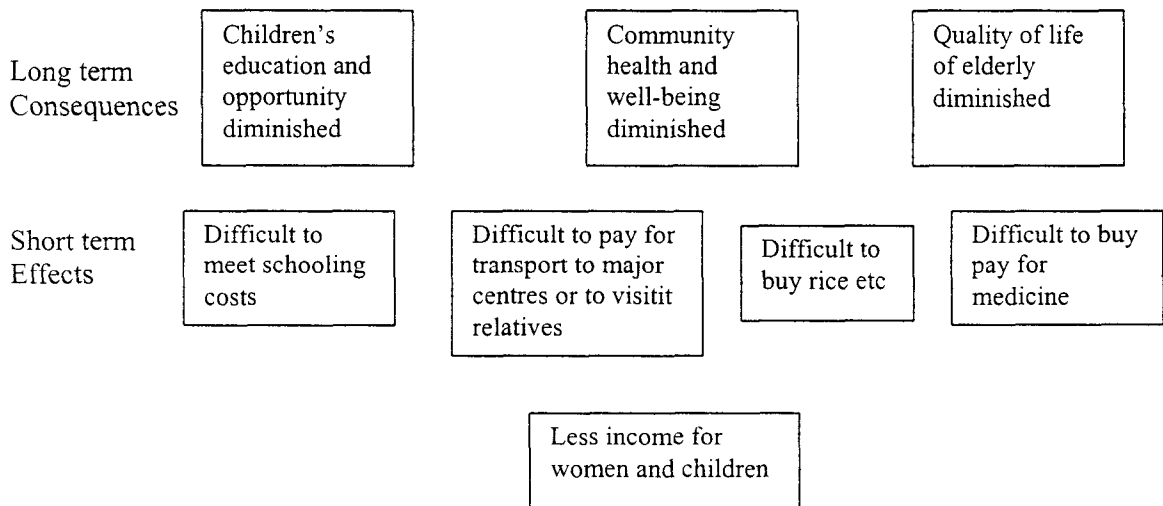 Long term
Consequences
Children's
education and
opportunity
diminished
Community
health and
well-being
diminished
Quality of life
of elderly
diminished
Short term
Effects
Difficult to
meet schooling
costs
Difficult to pay for
transport to major
centres or to visitit
relatives
Difficult to
buy rice etc
Difficult to buy
pay for
medicine
Less income for
women and children